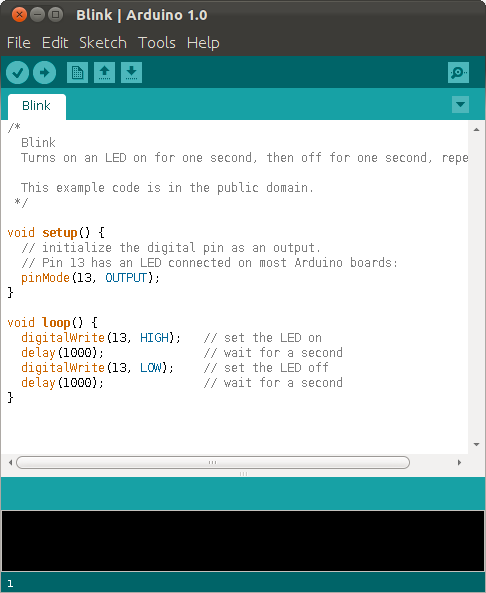 Blink | Arduino 1.0
File Edit Sketch Tools Help
Blink
/*
  Blink
  Turns on an LED on for one second, then off for one second, repe

  This example code is in the public domain.
 */

void setup() {
  // initialize the digital pin as an output.
  // Pin 13 has an LED connected on most Arduino boards:
  pinMode(13, OUTPUT);
}

void loop() {
  digitalWrite(13, HIGH);   // set the LED on
  delay(1000);              // wait for a second
  digitalWrite(13, LOW);    // set the LED off
  delay(1000);              // wait for a second
}
1